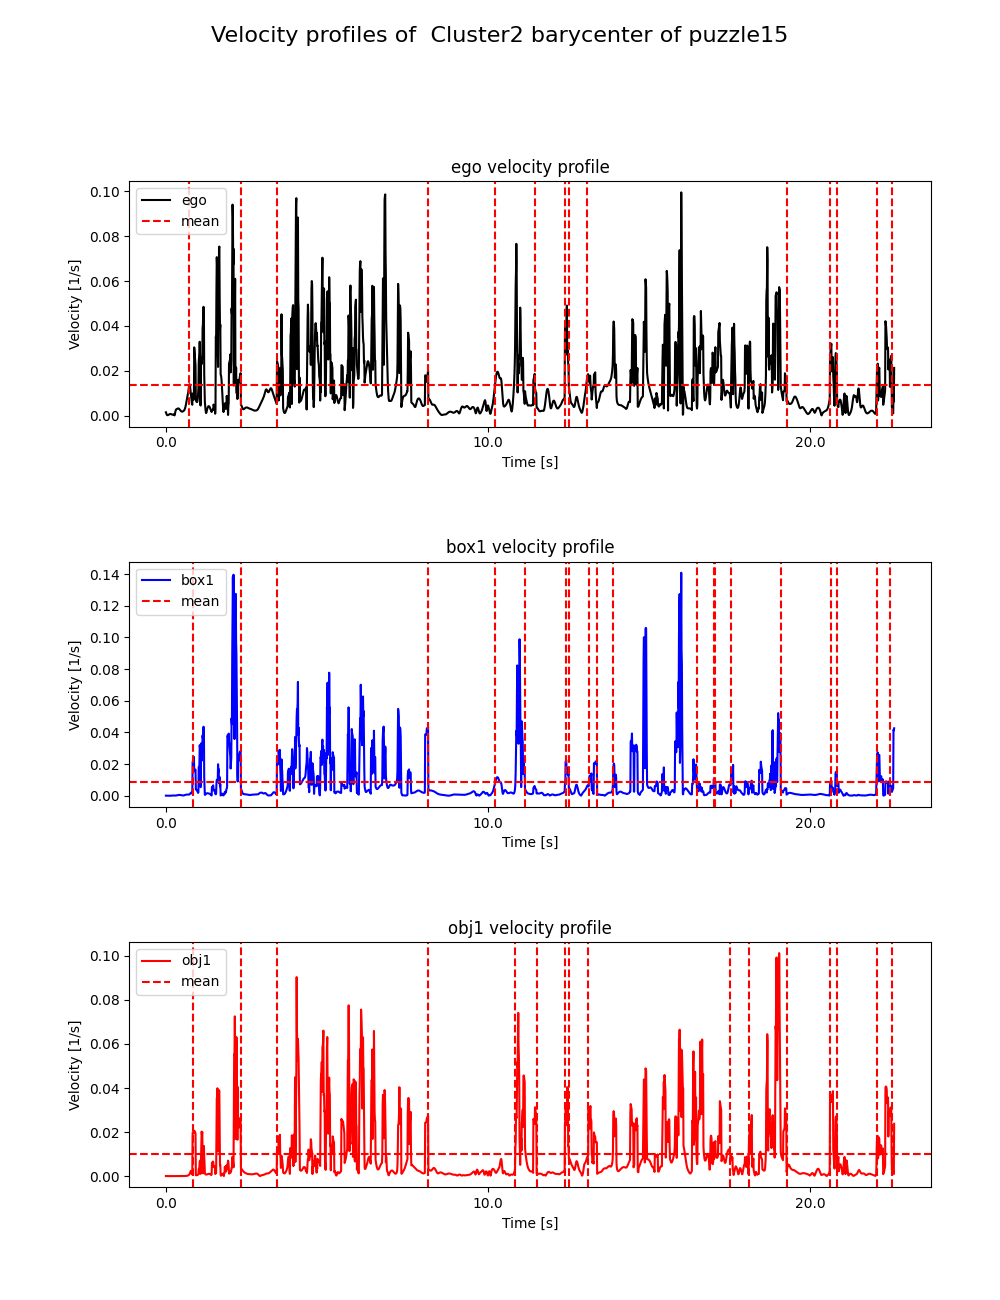 Velocity profiles of  Cluster2 barycenter of puzzle15
ego velocity profile
ego
mean
0.10
0.08
0.06
0.04
0.02
0.00
Velocity [1/s]
0.0 10.0 20.0
Time [s]
box1 velocity profile
box1
mean
0.14
0.12
0.10
0.08
0.06
0.04
0.02
0.00
Velocity [1/s]
0.0 10.0 20.0
Time [s]
obj1 velocity profile
obj1
mean
0.10
0.08
0.06
0.04
0.02
0.00
Velocity [1/s]
0.0 10.0 20.0
Time [s]